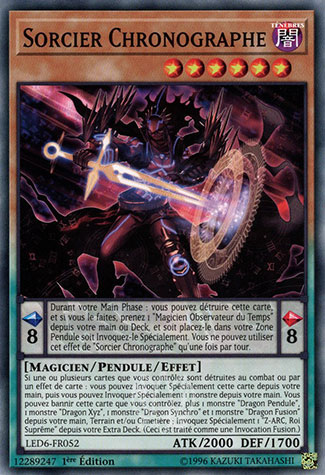 SORCIER CHRONOGRAPHE
TÉNÈBRES
闇
Durant votre Main Phase : vous pouvez détruire cette carte,
et si vous le faites, prenez 1 "Magicien Observateur du Temps"
depuis votre main ou Deck, et soit placez-le dans votre Zone
Pendule soit Invoquez-le Spécialement. Vous ne pouvez utiliser
cet effet de "Sorcier Chronographe" qu'une fois par tour.
8
8
[MAGICIEN/PENDULE/EFFET]
Si une ou plusieurs cartes que vous contrôlez sont détruites au combat ou par
un effet de carte : vous pouvez Invoquer Spécialement cette carte depuis votre
main, puis vous pouvez Invoquer Spécialement 1 monstre depuis votre main. Vous
pouvez bannir cette carte que vous contrôlez, plus 1 monstre "Dragon Pendule",
1 monstre "Dragon Xyz", 1 monstre "Dragon Synchro" et 1 monstre "Dragon Fusion"
depuis votre main, Terrain et/ou Cimetière ; Invoquez Spécialement 1 "Z-ARC, Roi
Suprême" depuis votre Extra Deck. (Ceci est traité comme une Invocation Fusion.)
LED6-FR052
ATK/2000 DEF/1700
12289247
1ère Édition
©1996 KAZUKI TAKAHASHI